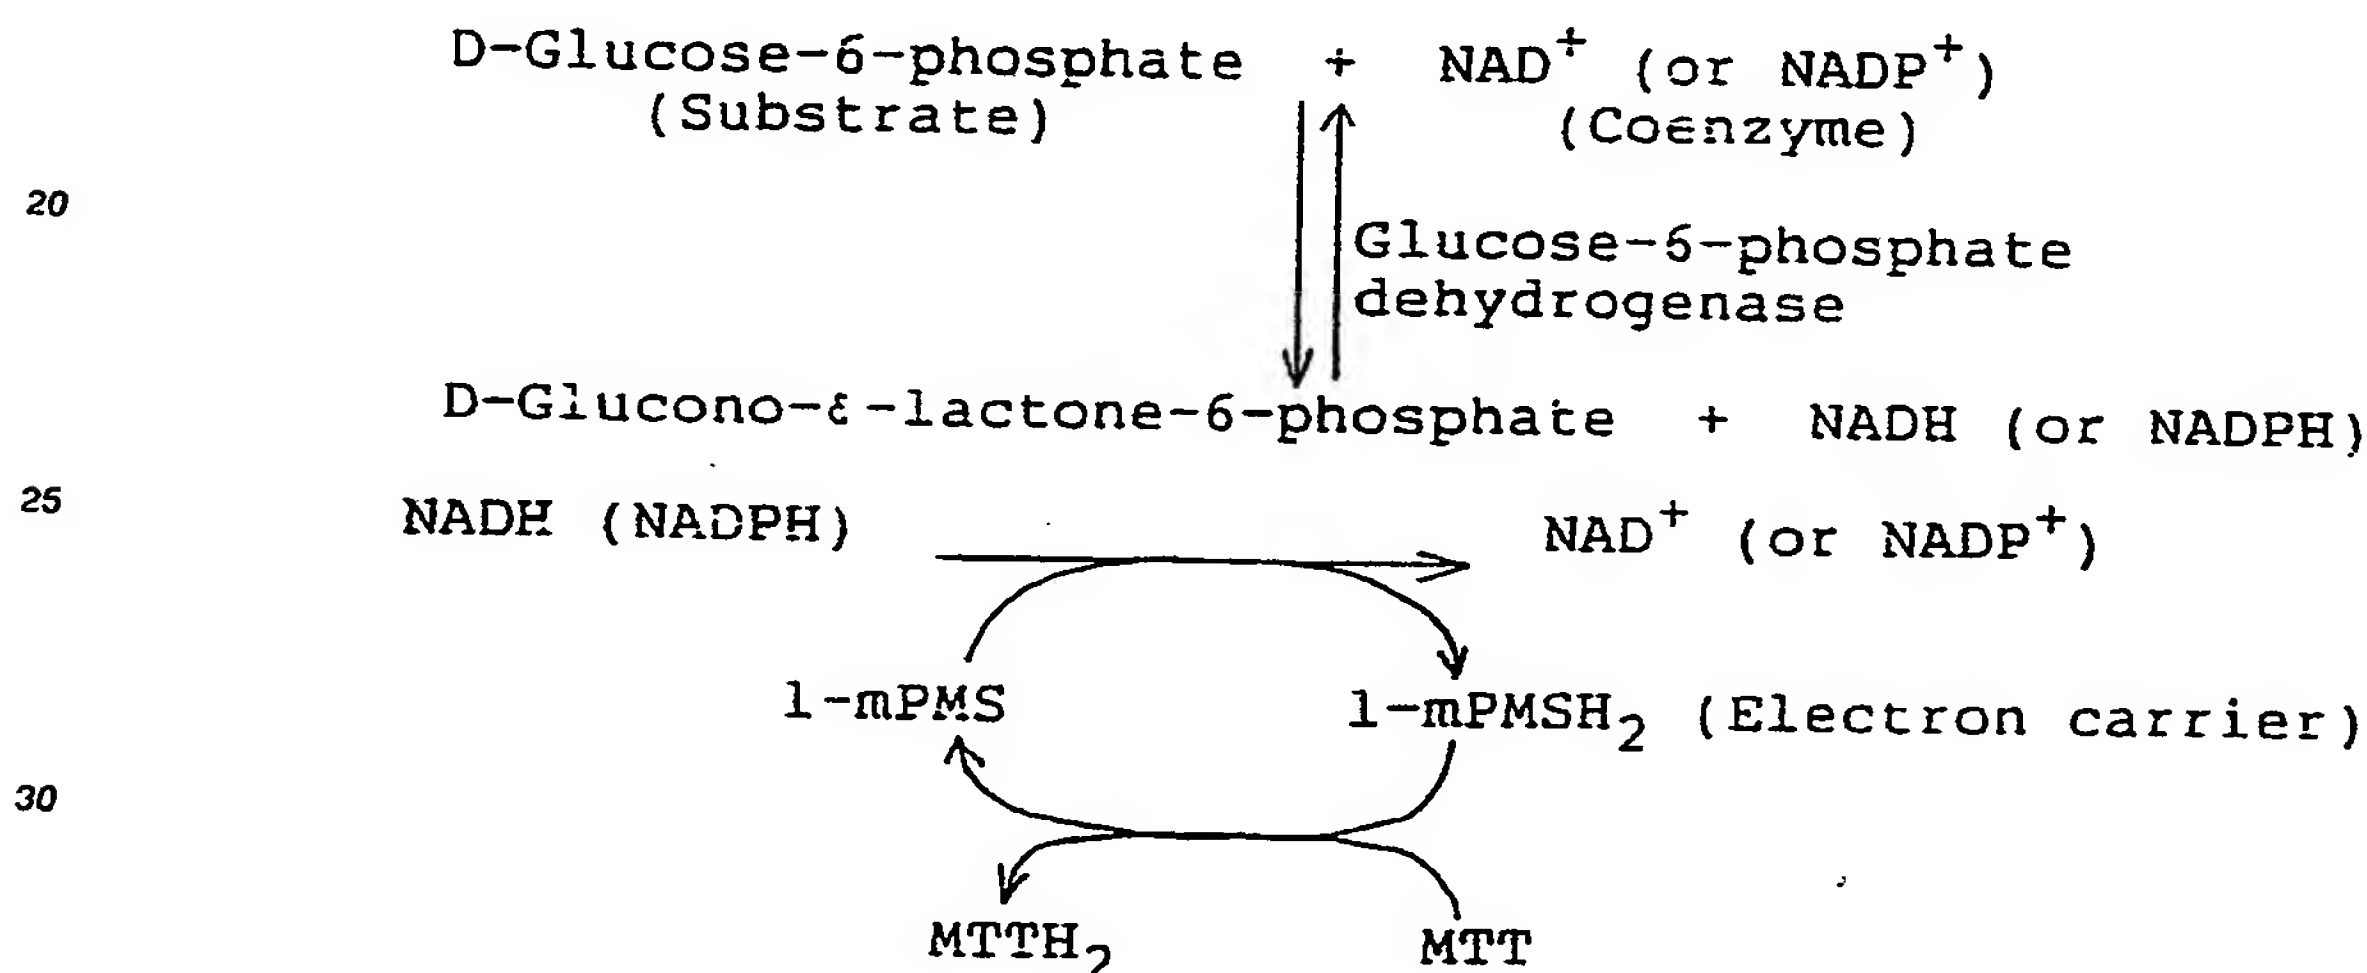 D-Glucose-6-phosphate + NAD⁺ (or NADP⁺)
(Substrate) (Coenzyme)
20
Glucose-6-phosphate
dehydrogenase
D-Glucono-δ-lactone-6-phosphate + NADH (or NADPH)
25
NADH (NADPH) NAD⁺ (or NADP⁺)
1-mPMS 1-mPMSH₂ (Electron carrier)
30
MTTH₂ MTT